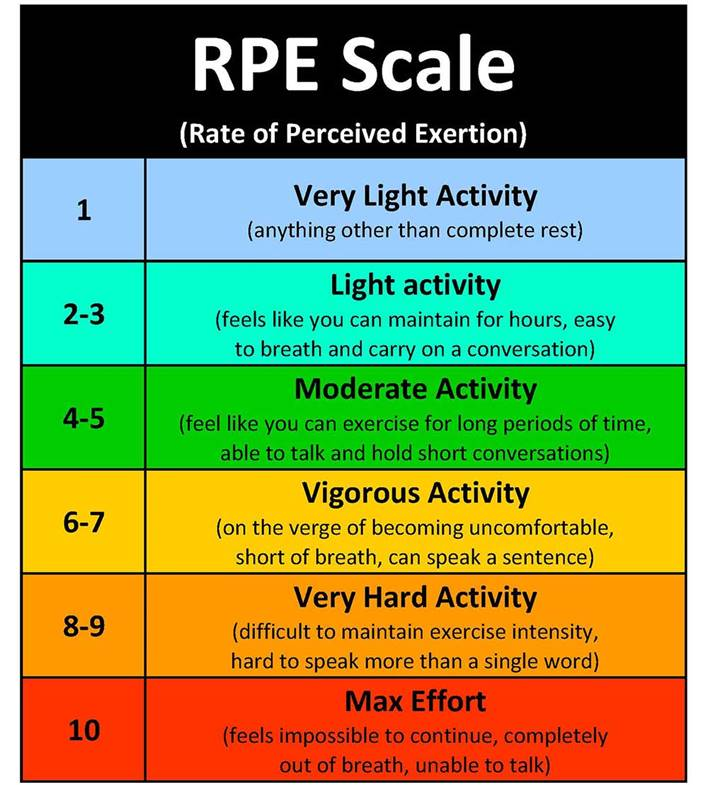 RPE Scale
(Rate of Perceived Exertion)
1
Very Light Activity
(anything other than complete rest)
2-3
Light activity
(feels like you can maintain for hours, easy
to breath and carry on a conversation)
4-5
Moderate Activity
(feel like you can exercise for long periods of time,
able to talk and hold short conversations)
6-7
Vigorous Activity
(on the verge of becoming uncomfortable,
short of breath, can speak a sentence)
8-9
Very Hard Activity
(difficult to maintain exercise intensity,
hard to speak more than a single word)
10
Max Effort
(feels impossible to continue, completely
out of breath, unable to talk)